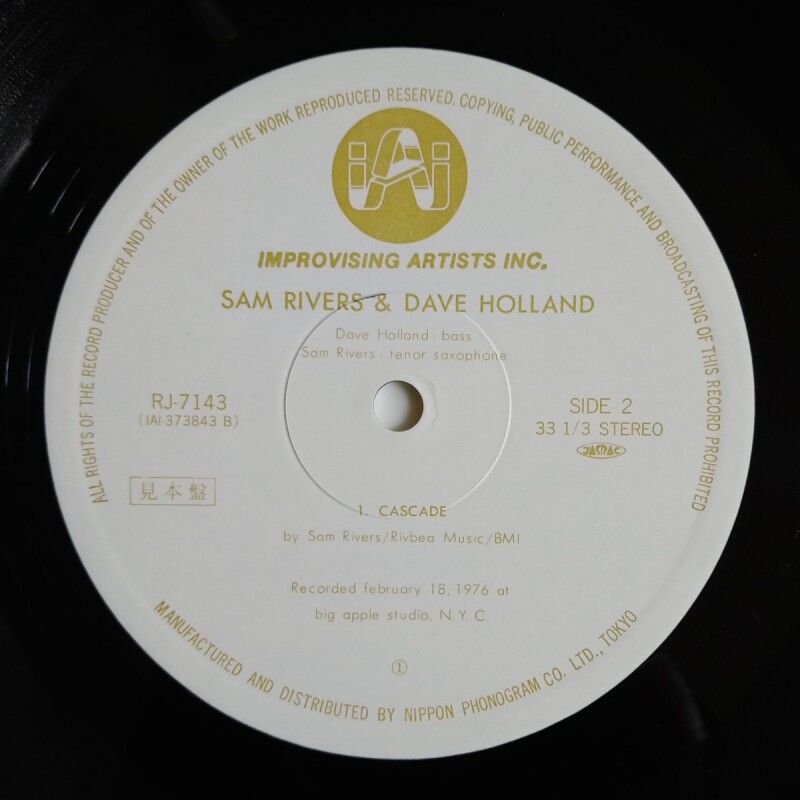 ALL RIGHTS OF THE RECORD PRODUCER AND OF THE OWNER OF THE WORK REPRODUCED RESERVED. COPYING, PUBLIC PERFORMANCE AND BROADCASTING OF THIS RECORD PROHIBITED
iAi
IMPROVISING ARTISTS INC.
SAM RIVERS & DAVE HOLLAND
Dave Holland : bass
Sam Rivers : tenor saxophone
RJ-7143
(IAI-373843 B)
SIDE 2
33 1/3 STEREO
JASRAC
見本盤
1. CASCADE
by Sam Rivers/Rivbea Music/BMI
Recorded february 18, 1976 at
big apple studio, N. Y. C.
①
MANUFACTURED AND DISTRIBUTED BY NIPPON PHONOGRAM CO. LTD., TOKYO